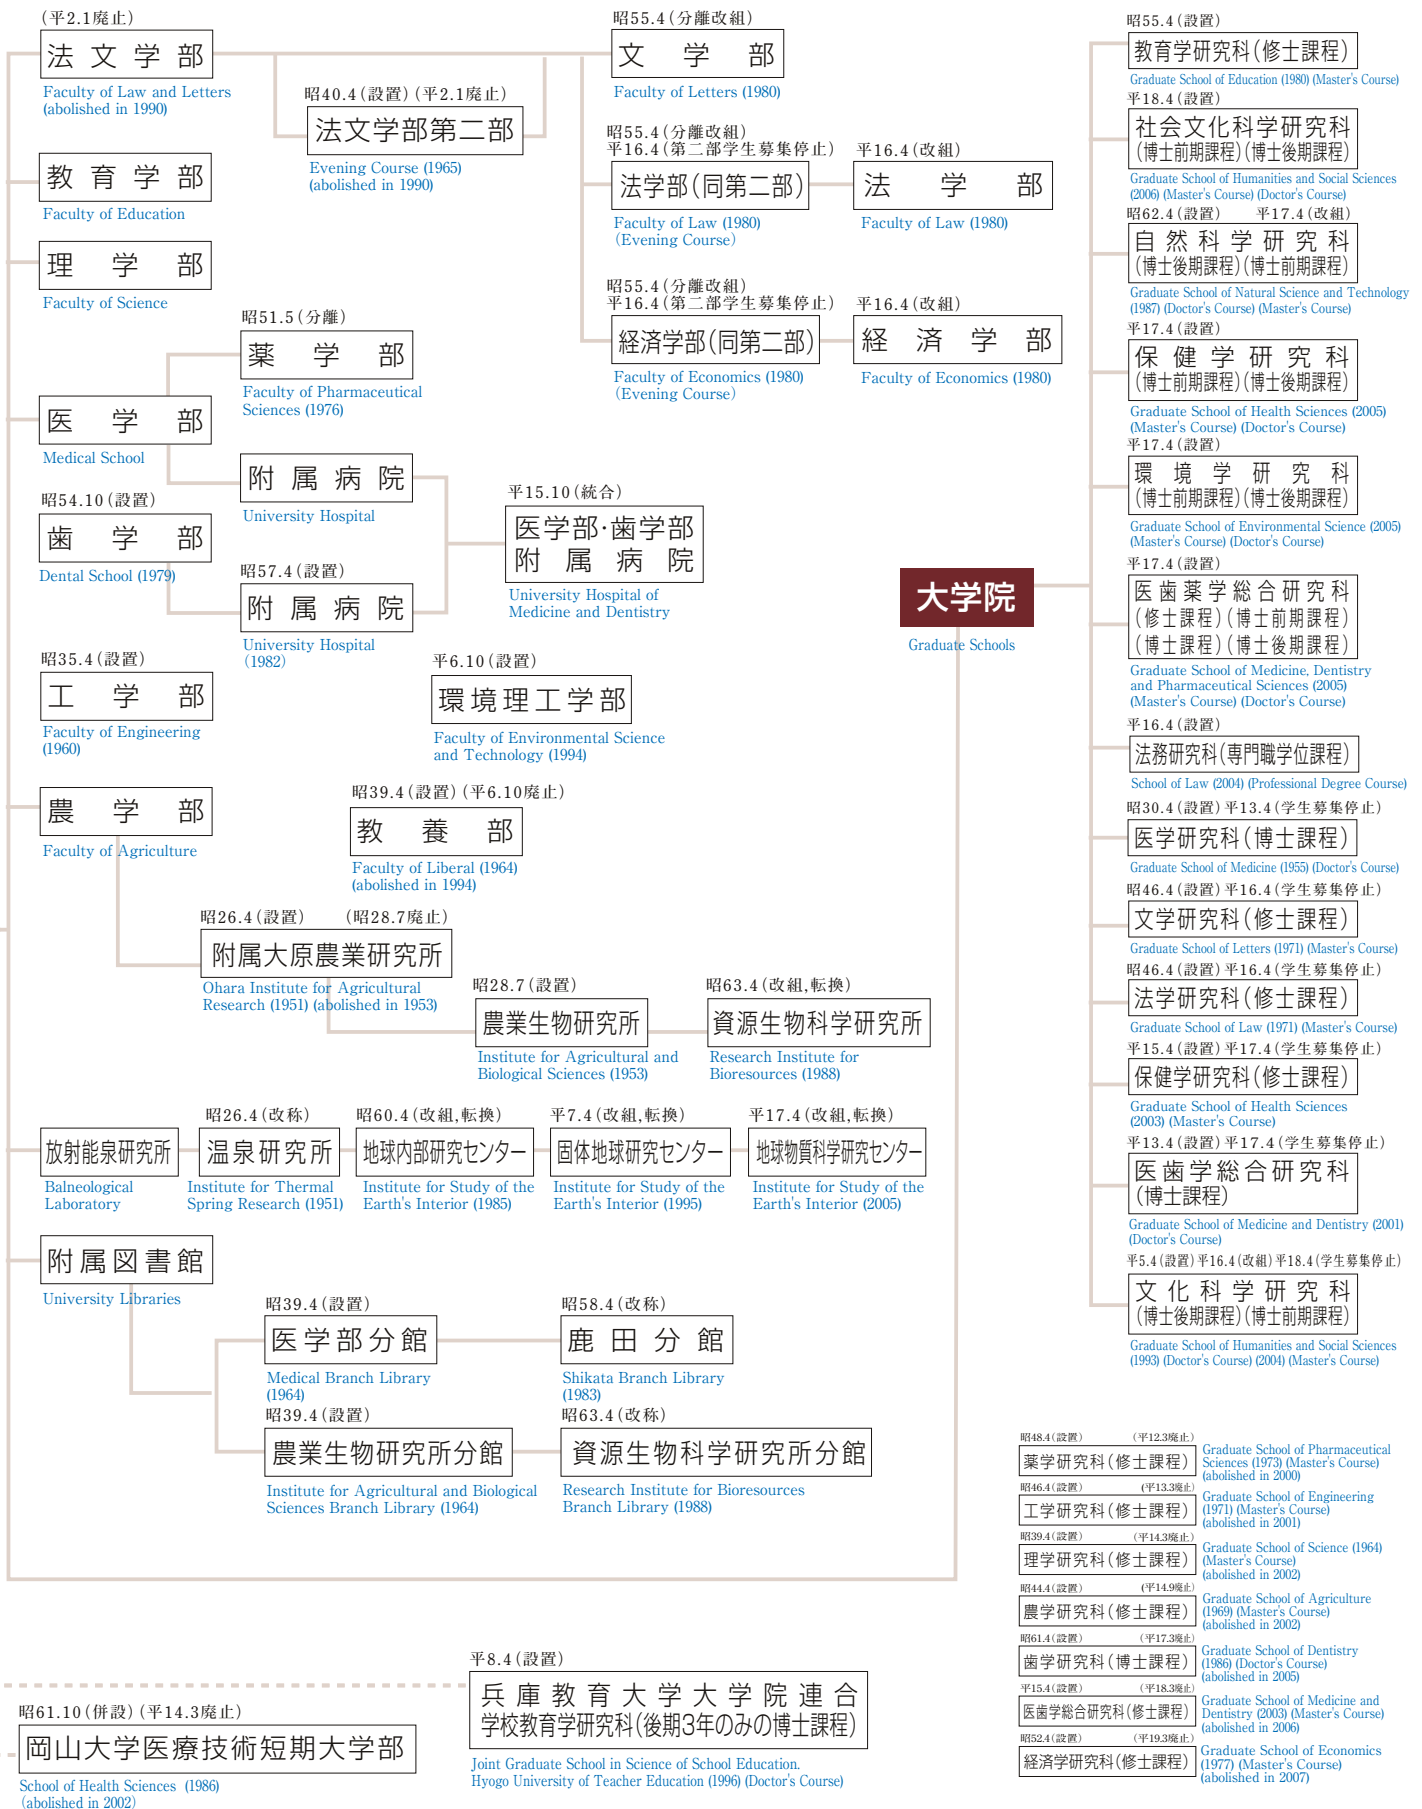 (平2.1廃止)
法文学部
Faculty of Law and Letters
(abolished in 1990)
昭40.4(設置)(平2.1廃止)
法文学部第二部
Evening Course (1965)
(abolished in 1990)
昭55.4(分離改組)
文学部
Faculty of Letters (1980)
昭55.4(分離改組)
平16.4(第二部学生募集停止)
法学部(同第二部)
Faculty of Law (1980)
(Evening Course)
平16.4(改組)
法学部
Faculty of Law (1980)
昭55.4(分離改組)
平16.4(第二部学生募集停止)
経済学部(同第二部)
Faculty of Economics (1980)
(Evening Course)
平16.4(改組)
経済学部
Faculty of Economics (1980)
教育学部
Faculty of Education
理学部
Faculty of Science
昭51.5(分離)
薬学部
Faculty of Pharmaceutical
Sciences (1976)
医学部
Medical School
附属病院
University Hospital
昭54.10(設置)
歯学部
Dental School (1979)
昭57.4(設置)
附属病院
University Hospital
(1982)
平15.10(統合)
医学部・歯学部
附属病院
University Hospital of
Medicine and Dentistry
昭35.4(設置)
工学部
Faculty of Engineering
(1960)
平6.10(設置)
環境理工学部
Faculty of Environmental Science
and Technology (1994)
農学部
Faculty of Agriculture
昭39.4(設置)(平6.10廃止)
教養部
Faculty of Liberal (1964)
(abolished in 1994)
昭26.4(設置) (昭28.7廃止)
附属大原農業研究所
Ohara Institute for Agricultural
Research (1951) (abolished in 1953)
昭28.7(設置)
農業生物研究所
Institute for Agricultural and
Biological Sciences (1953)
昭63.4(改組,転換)
資源生物科学研究所
Research Institute for
Bioresources (1988)
放射能泉研究所
Balneological
Laboratory
昭26.4(改称)
温泉研究所
Institute for Thermal
Spring Research (1951)
昭60.4(改組,転換)
地球内部研究センター
Institute for Study of the
Earth's Interior (1985)
平7.4(改組,転換)
固体地球研究センター
Institute for Study of the
Earth's Interior (1995)
平17.4(改組,転換)
地球物質科学研究センター
Institute for Study of the
Earth's Interior (2005)
附属図書館
University Libraries
昭39.4(設置)
医学部分館
Medical Branch Library
(1964)
昭58.4(改称)
鹿田分館
Shikata Branch Library
(1983)
昭39.4(設置)
農業生物研究所分館
Institute for Agricultural and Biological
Sciences Branch Library (1964)
昭63.4(改称)
資源生物科学研究所分館
Research Institute for Bioresources
Branch Library (1988)
大学院
Graduate Schools
昭55.4(設置)
教育学研究科(修士課程)
Graduate School of Education (1980) (Master's Course)
平18.4(設置)
社会文化科学研究科
(博士前期課程)(博士後期課程)
Graduate School of Humanities and Social Sciences
(2006) (Master's Course) (Doctor's Course)
昭62.4(設置) 平17.4(改組)
自然科学研究科
(博士後期課程)(博士前期課程)
Graduate School of Natural Science and Technology
(1987) (Doctor's Course) (Master's Course)
平17.4(設置)
保健学研究科
(博士前期課程)(博士後期課程)
Graduate School of Health Sciences (2005)
(Master's Course) (Doctor's Course)
平17.4(設置)
環境学研究科
(博士前期課程)(博士後期課程)
Graduate School of Environmental Science (2005)
(Master's Course) (Doctor's Course)
平17.4(設置)
医歯薬学総合研究科
(修士課程)(博士前期課程)
(博士課程)(博士後期課程)
Graduate School of Medicine, Dentistry
and Pharmaceutical Sciences (2005)
(Master's Course) (Doctor's Course)
平16.4(設置)
法務研究科(専門職学位課程)
School of Law (2004) (Professional Degree Course)
昭30.4(設置)平13.4(学生募集停止)
医学研究科(博士課程)
Graduate School of Medicine (1955) (Doctor's Course)
昭46.4(設置)平16.4(学生募集停止)
文学研究科(修士課程)
Graduate School of Letters (1971) (Master's Course)
昭46.4(設置)平16.4(学生募集停止)
法学研究科(修士課程)
Graduate School of Law (1971) (Master's Course)
平15.4(設置)平17.4(学生募集停止)
保健学研究科(修士課程)
Graduate School of Health Sciences
(2003) (Master's Course)
平13.4(設置)平17.4(学生募集停止)
医歯学総合研究科
(博士課程)
Graduate School of Medicine and Dentistry (2001)
(Doctor's Course)
平5.4(設置)平16.4(改組)平18.4(学生募集停止)
文化科学研究科
(博士後期課程)(博士前期課程)
Graduate School of Humanities and Social Sciences
(1993) (Doctor's Course) (2004) (Master's Course)
昭48.4(設置) (平12.3廃止)
薬学研究科(修士課程)
Graduate School of Pharmaceutical
Sciences (1973) (Master's Course)
(abolished in 2000)
昭46.4(設置) (平13.3廃止)
工学研究科(修士課程)
Graduate School of Engineering
(1971) (Master's Course)
(abolished in 2001)
昭39.4(設置) (平14.3廃止)
理学研究科(修士課程)
Graduate School of Science (1964)
(Master's Course)
(abolished in 2002)
昭44.4(設置) (平14.9廃止)
農学研究科(修士課程)
Graduate School of Agriculture
(1969) (Master's Course)
(abolished in 2002)
昭61.4(設置) (平17.3廃止)
歯学研究科(博士課程)
Graduate School of Dentistry
(1986) (Doctor's Course)
(abolished in 2005)
平15.4(設置) (平18.3廃止)
医歯学総合研究科(修士課程)
Graduate School of Medicine and
Dentistry (2003) (Master's Course)
(abolished in 2006)
昭52.4(設置) (平19.3廃止)
経済学研究科(修士課程)
Graduate School of Economics
(1977) (Master's Course)
(abolished in 2007)
平8.4(設置)
兵庫教育大学大学院連合
学校教育学研究科(後期3年のみの博士課程)
Joint Graduate School in Science of School Education.
Hyogo University of Teacher Education (1996) (Doctor's Course)
昭61.10(併設)(平14.3廃止)
岡山大学医療技術短期大学部
School of Health Sciences (1986)
(abolished in 2002)